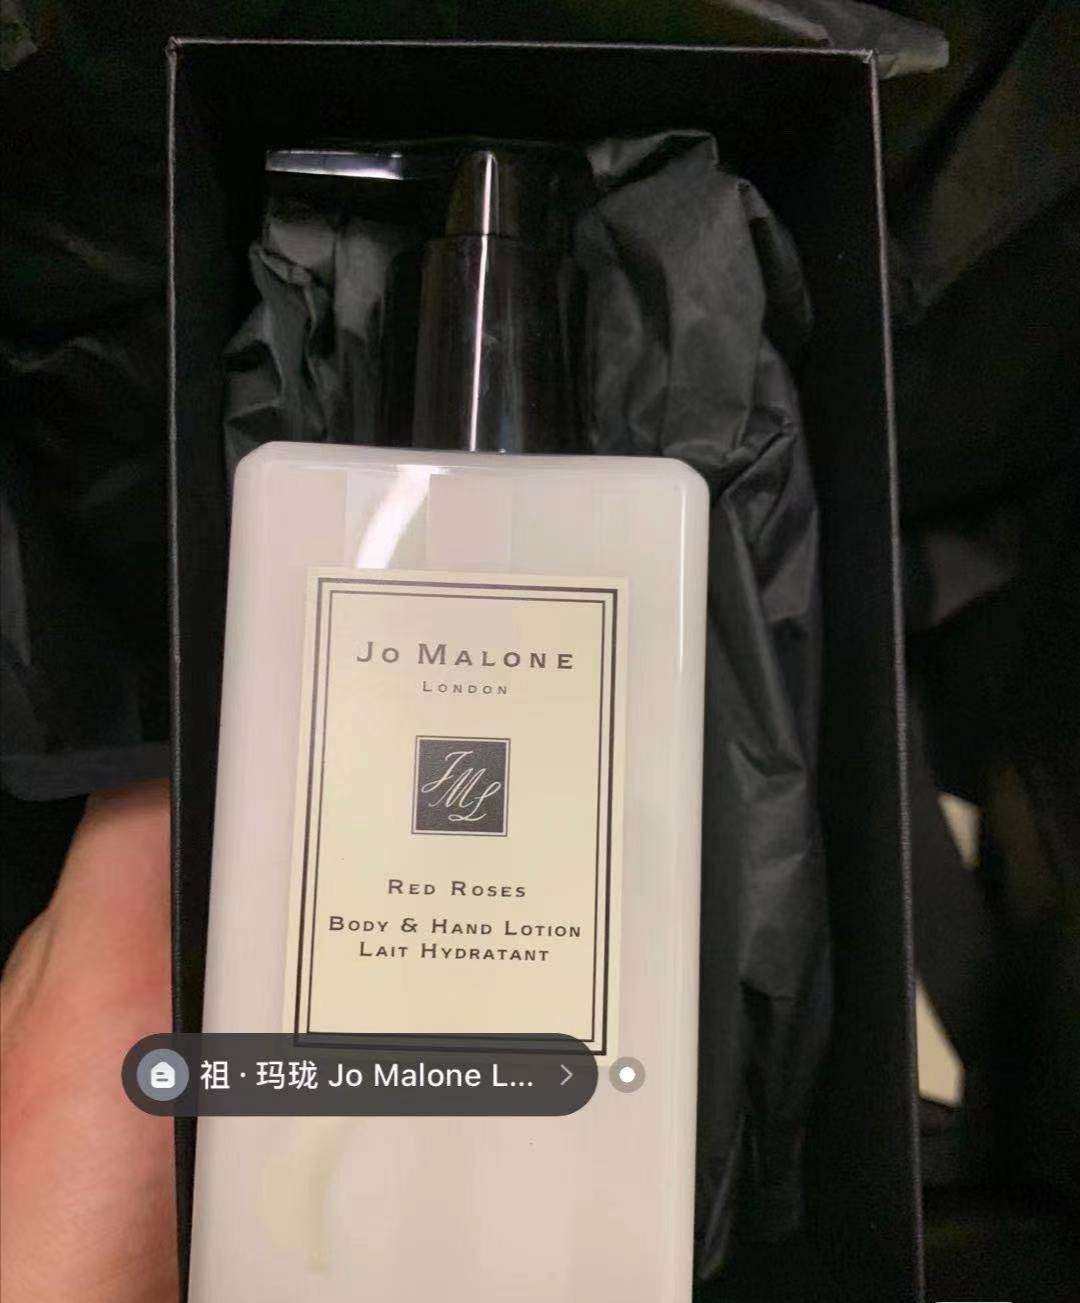 Jo Malone
London
JML
Red Roses
Body & Hand Lotion
Lait Hydratant
祖·玛珑 Jo Malone L...